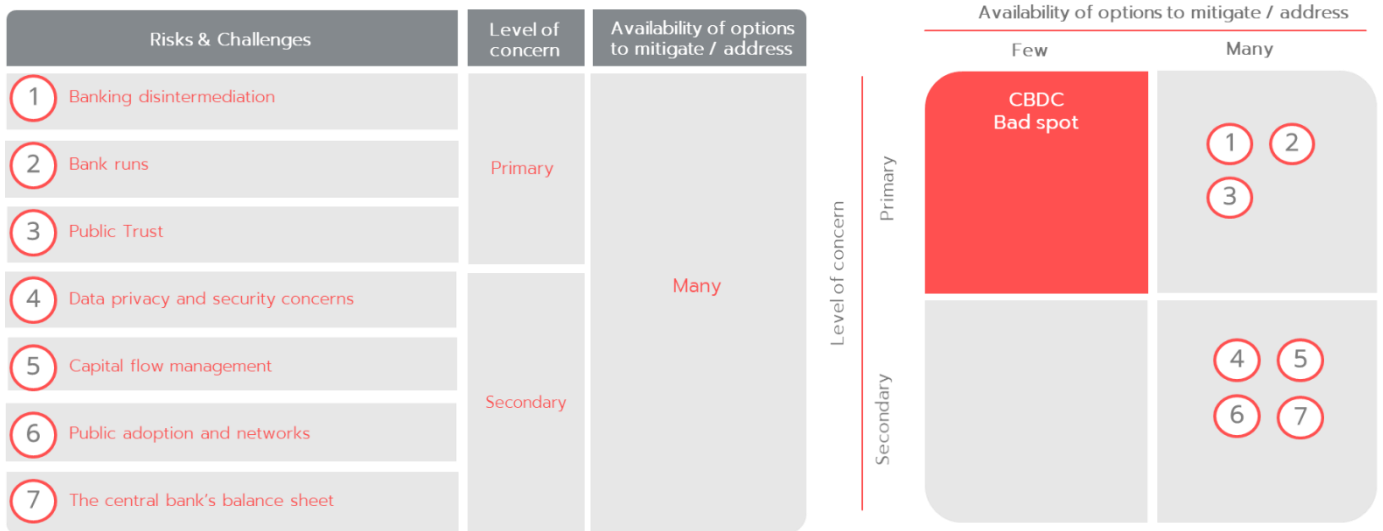 Risks & Challenges
Level of
concern
Availability of options
to mitigate / address
1 Banking disintermediation
2 Bank runs
3 Public Trust
4 Data privacy and security concerns
5 Capital flow management
6 Public adoption and networks
7 The central bank's balance sheet
Primary
Secondary
Many
Availability of options to mitigate / address
Few Many
Level of concern
Primary
Secondary
CBDC
Bad spot
1 2
3
4 5
6 7